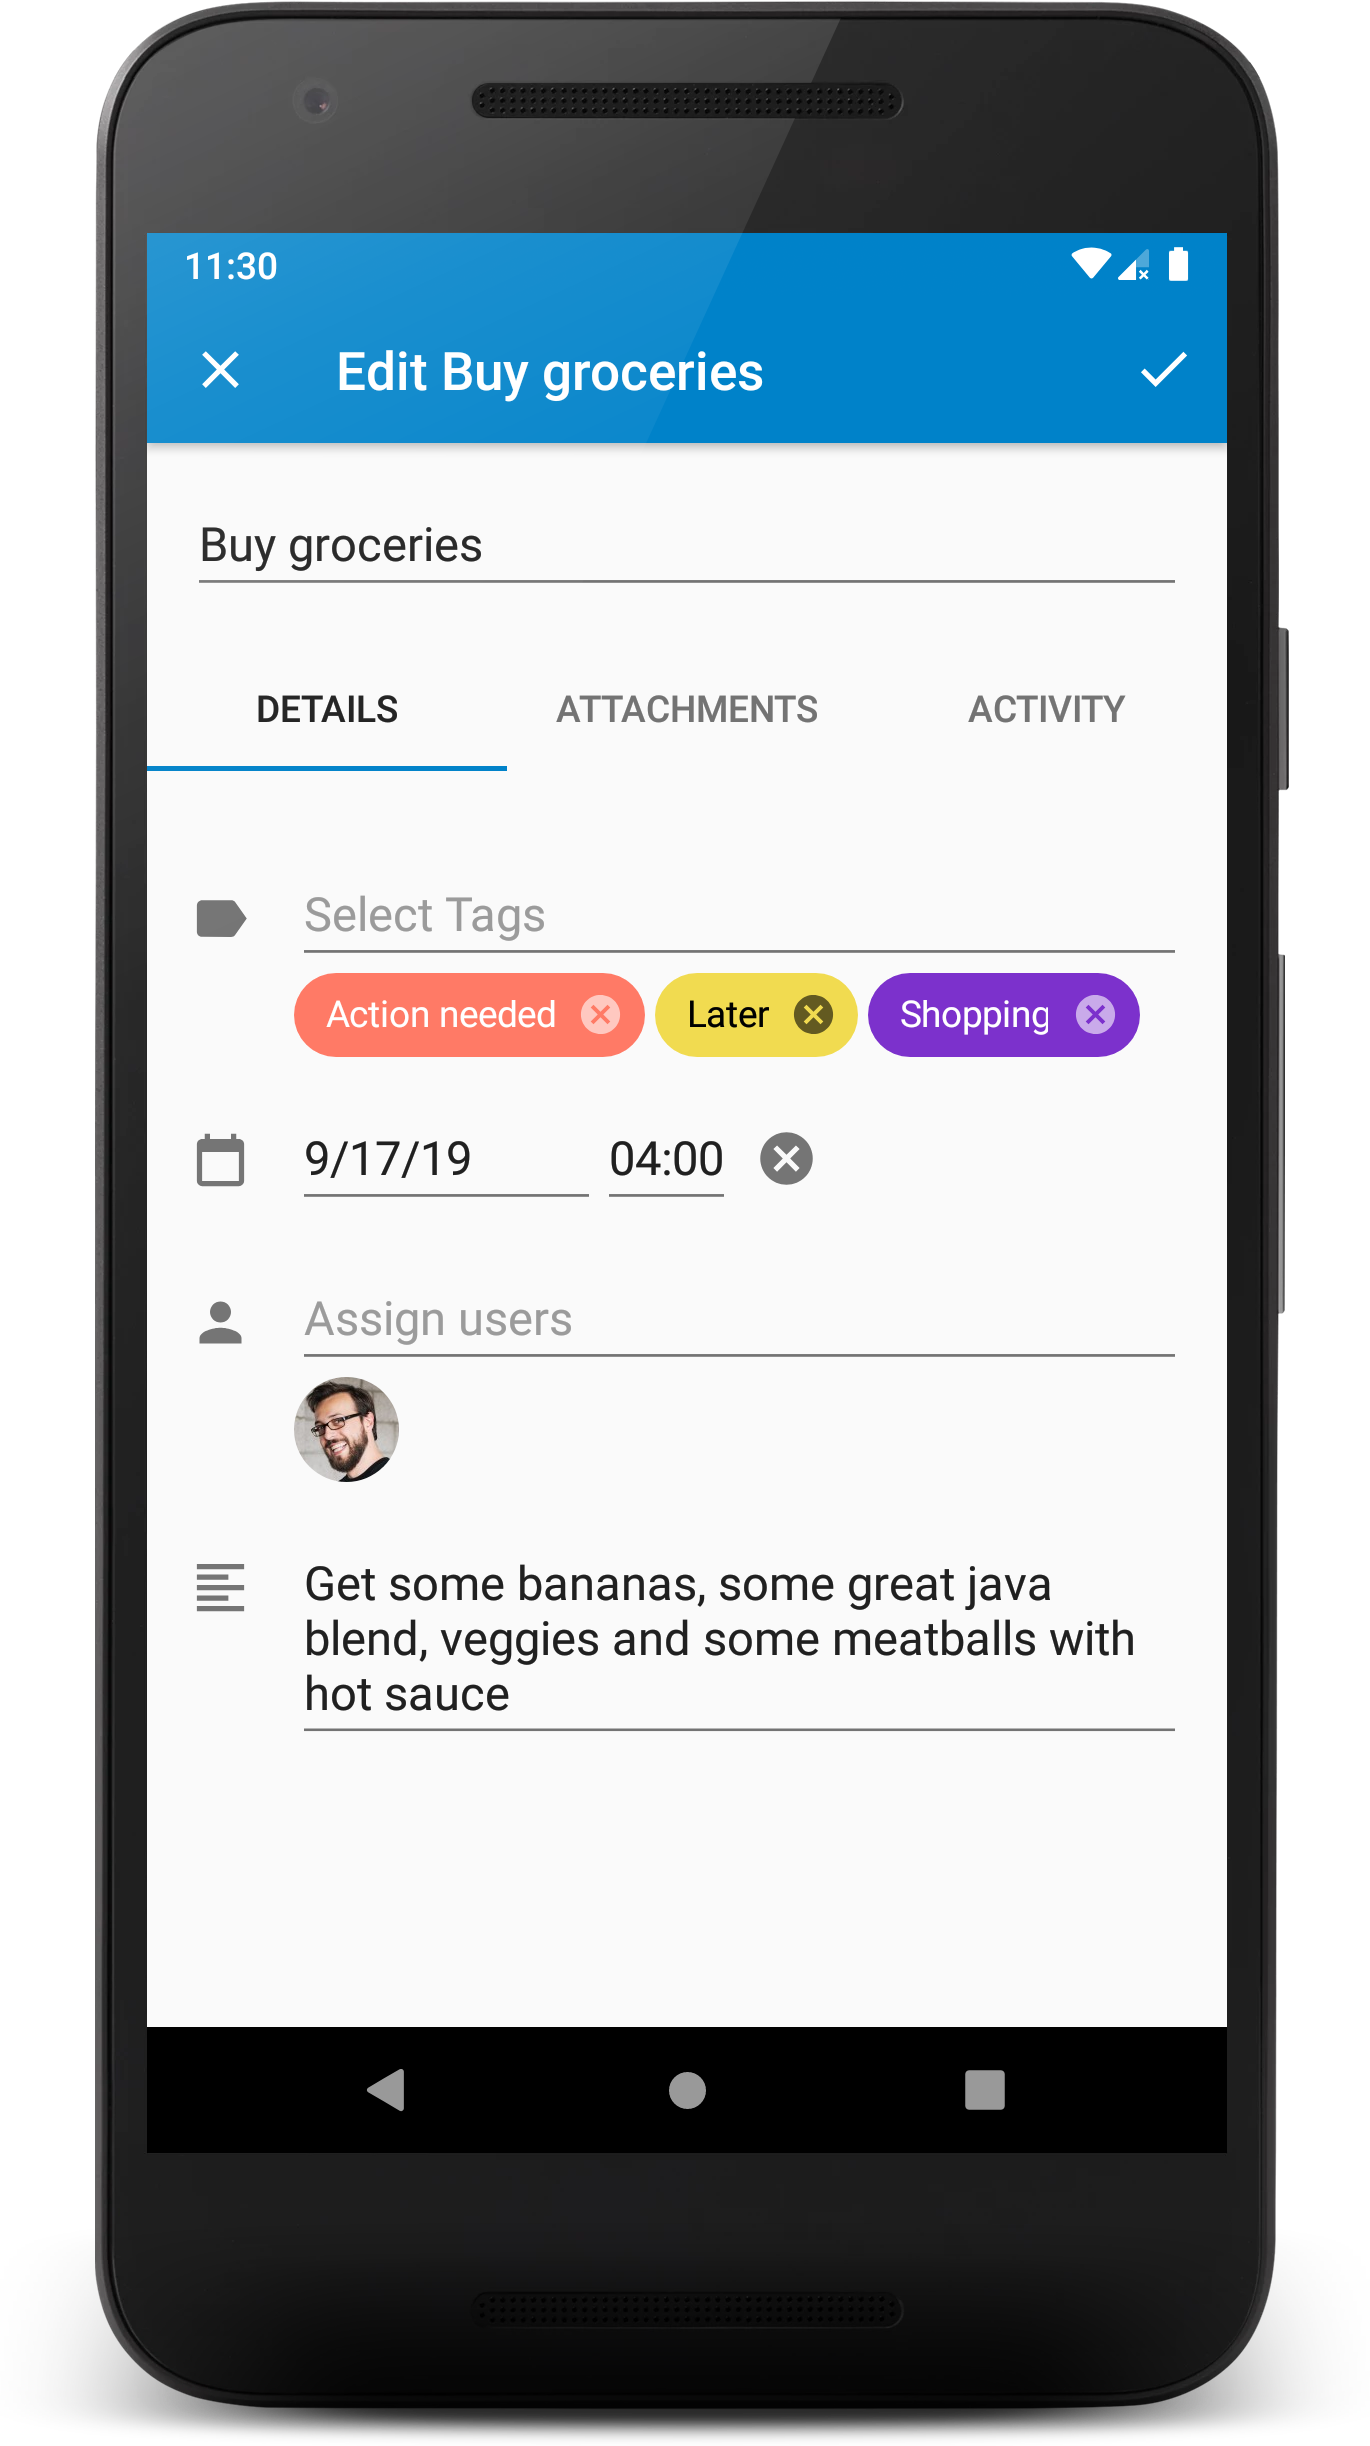 11:30
Edit Buy groceries
Buy groceries
DETAILS ATTACHMENTS ACTIVITY
Select Tags
Action needed Later Shopping
9/17/19 04:00
Assign users
Get some bananas, some great java
blend, veggies and some meatballs with
hot sauce